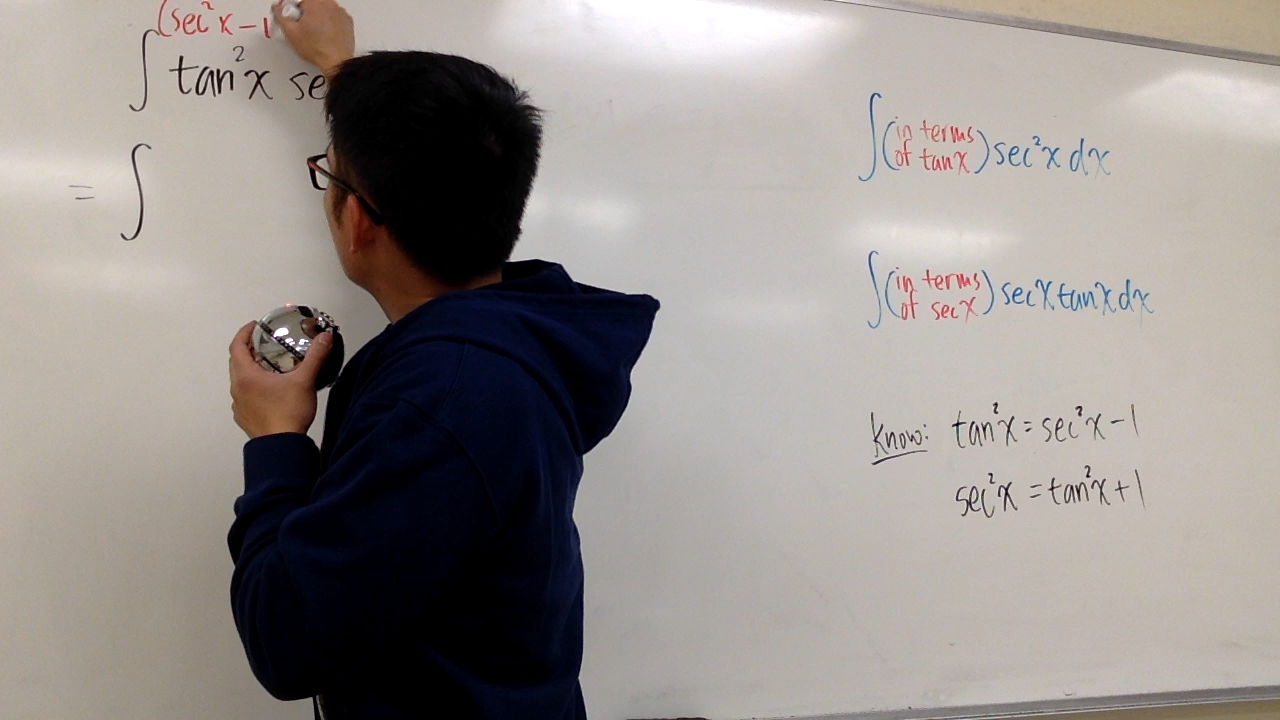 (sec²x-1
∫ tan²x se
= ∫
∫(in terms of tanx) sec²x dx
∫(in terms of secx) secx tanx dx
Know: tan²x = sec²x - 1
sec²x = tan²x + 1